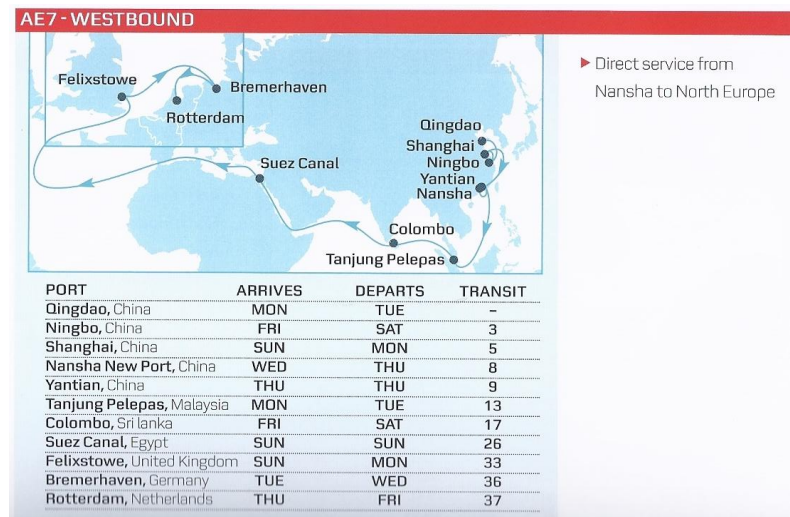 AE7 - WESTBOUND
Felixstowe
Bremerhaven
Rotterdam
Suez Canal
Qingdao
Shanghai
Ningbo
Yantian
Nansha
Colombo
Tanjung Pelepas
Direct service from
Nansha to North Europe
PORT ARRIVES DEPARTS TRANSIT
Qingdao, China MON TUE –
Ningbo, China FRI SAT 3
Shanghai, China SUN MON 5
Nansha New Port, China WED THU 8
Yantian, China THU THU 9
Tanjung Pelepas, Malaysia MON TUE 13
Colombo, Sri lanka FRI SAT 17
Suez Canal, Egypt SUN SUN 26
Felixstowe, United Kingdom SUN MON 33
Bremerhaven, Germany TUE WED 36
Rotterdam, Netherlands THU FRI 37